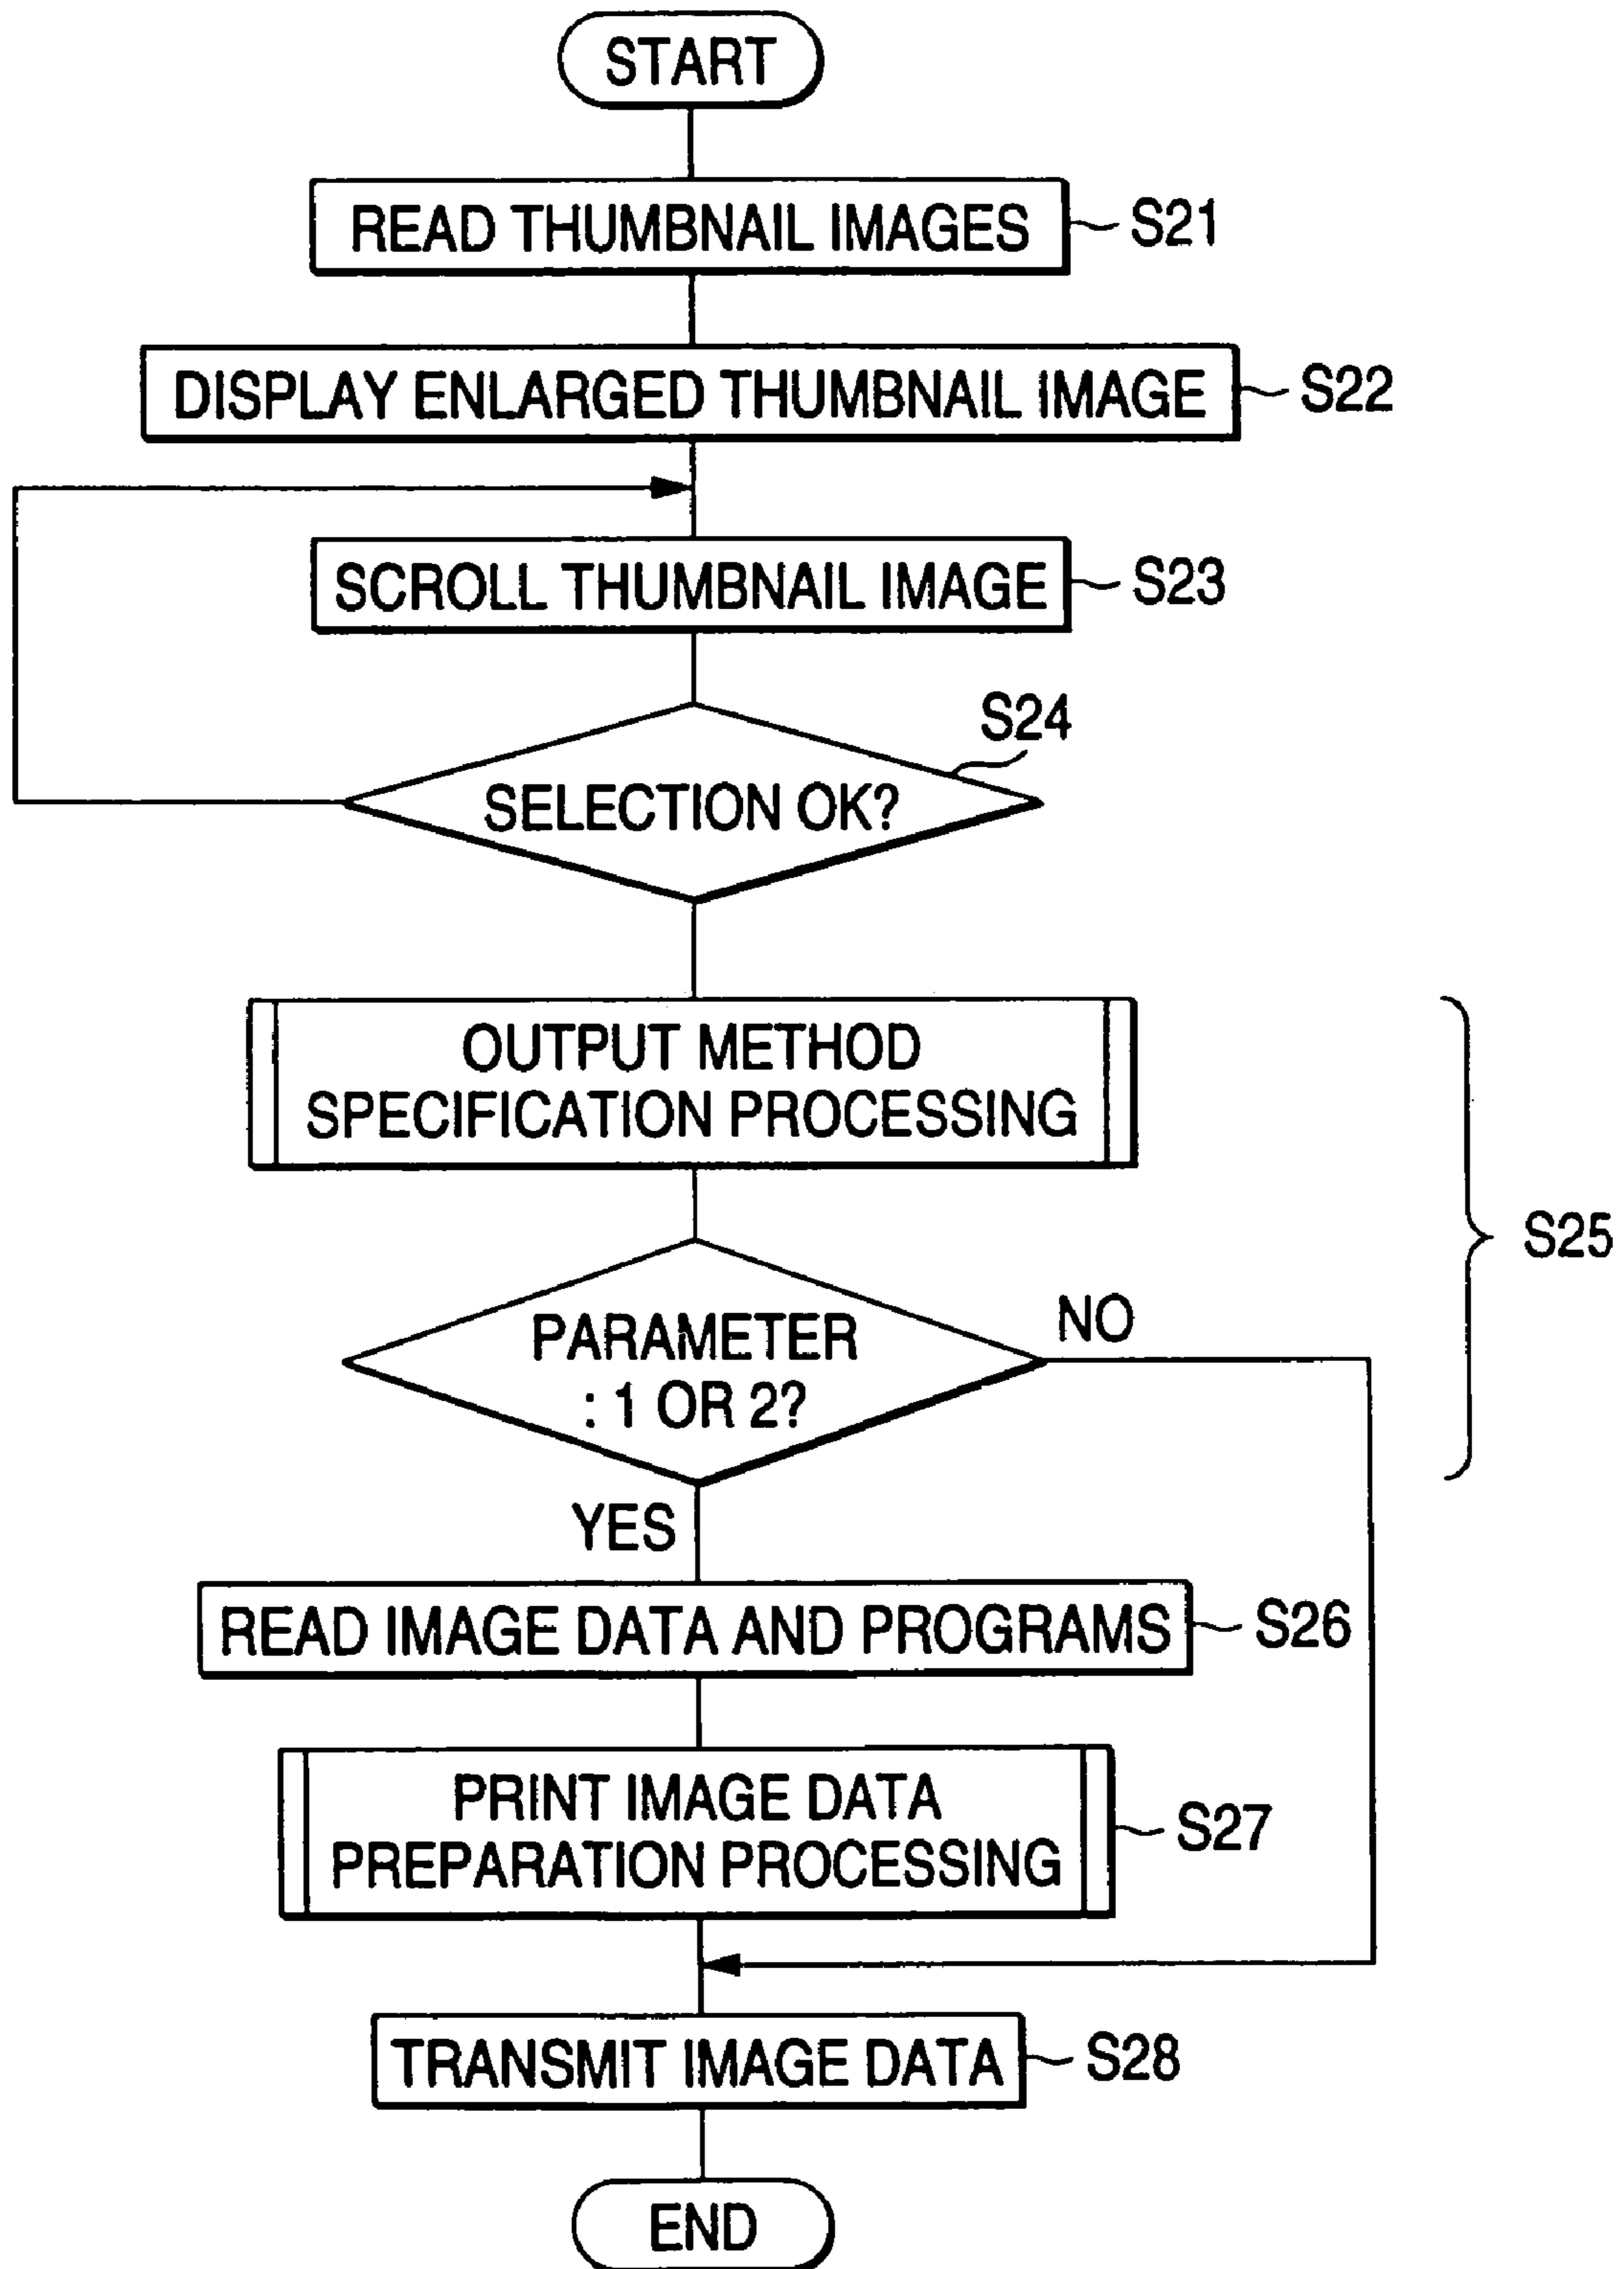 START
READ THUMBNAIL IMAGES
S21
DISPLAY ENLARGED THUMBNAIL IMAGE
S22
SCROLL THUMBNAIL IMAGE
S23
S24
SELECTION OK?
OUTPUT METHOD
SPECIFICATION PROCESSING
S25
PARAMETER
: 1 OR 2?
NO
YES
READ IMAGE DATA AND PROGRAMS
S26
PRINT IMAGE DATA
PREPARATION PROCESSING
S27
TRANSMIT IMAGE DATA
S28
END